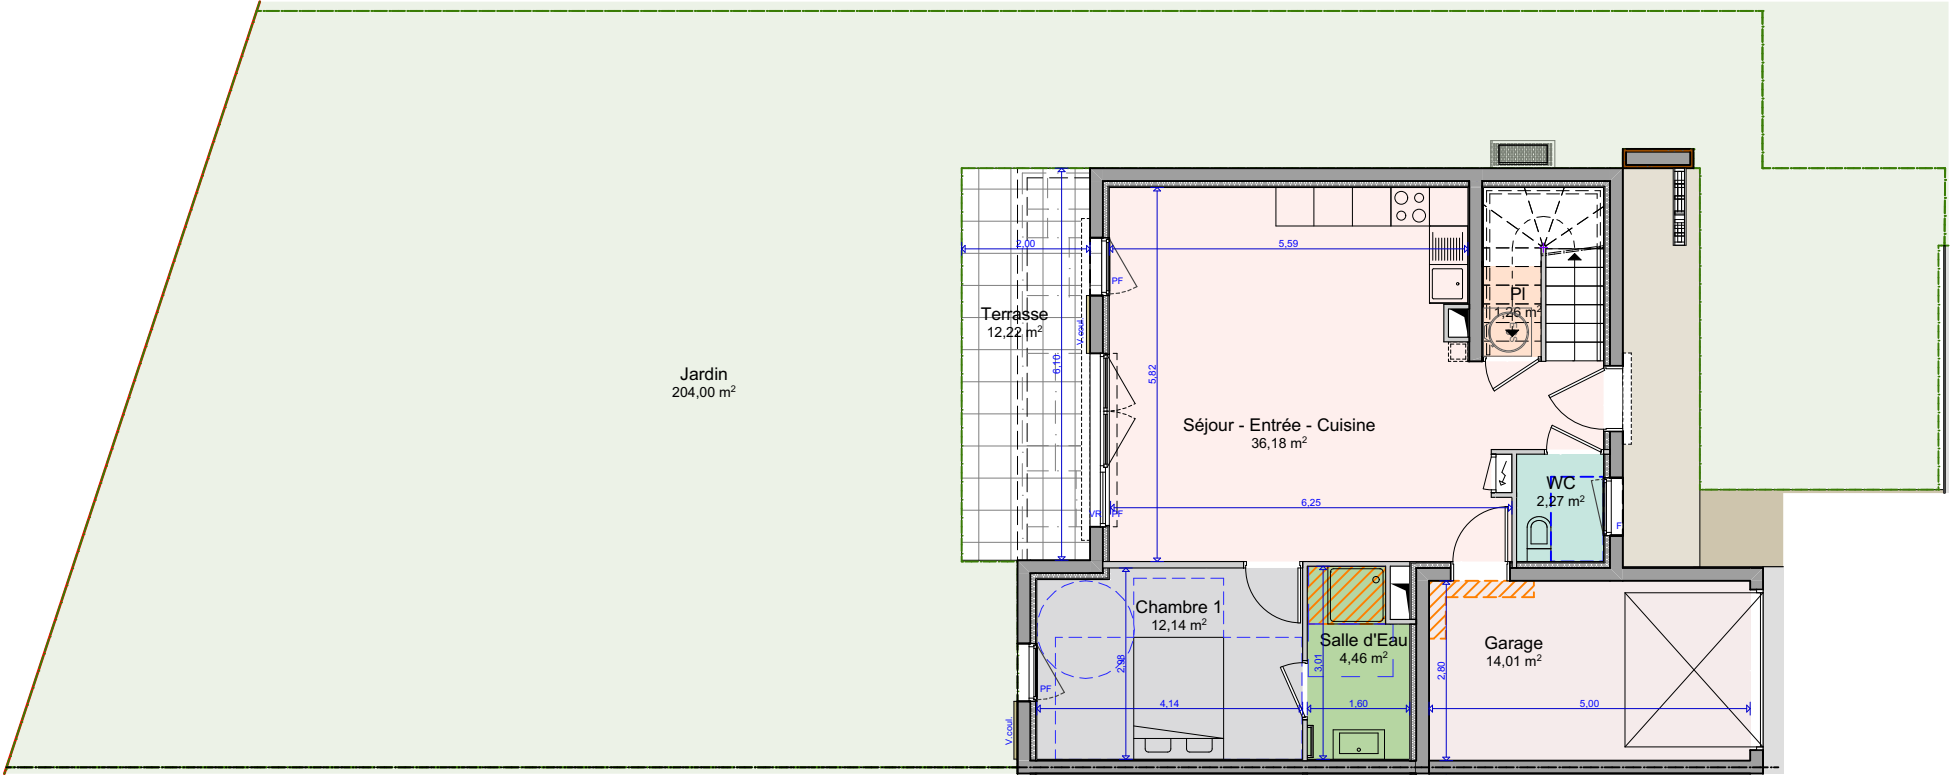 2,00
5,59
PF
Pl
1,26 m²
Terrasse
12,22 m²
V.coul.
6,10
5,82
Jardin
204,00 m²
Séjour - Entrée - Cuisine
36,18 m²
WC
2,27 m²
6,25
VR
PF
F
Chambre 1
12,14 m²
Salle d'Eau
4,46 m²
Garage
14,01 m²
2,98
3,01
2,80
PF
4,14
1,60
5,00
V.coul.